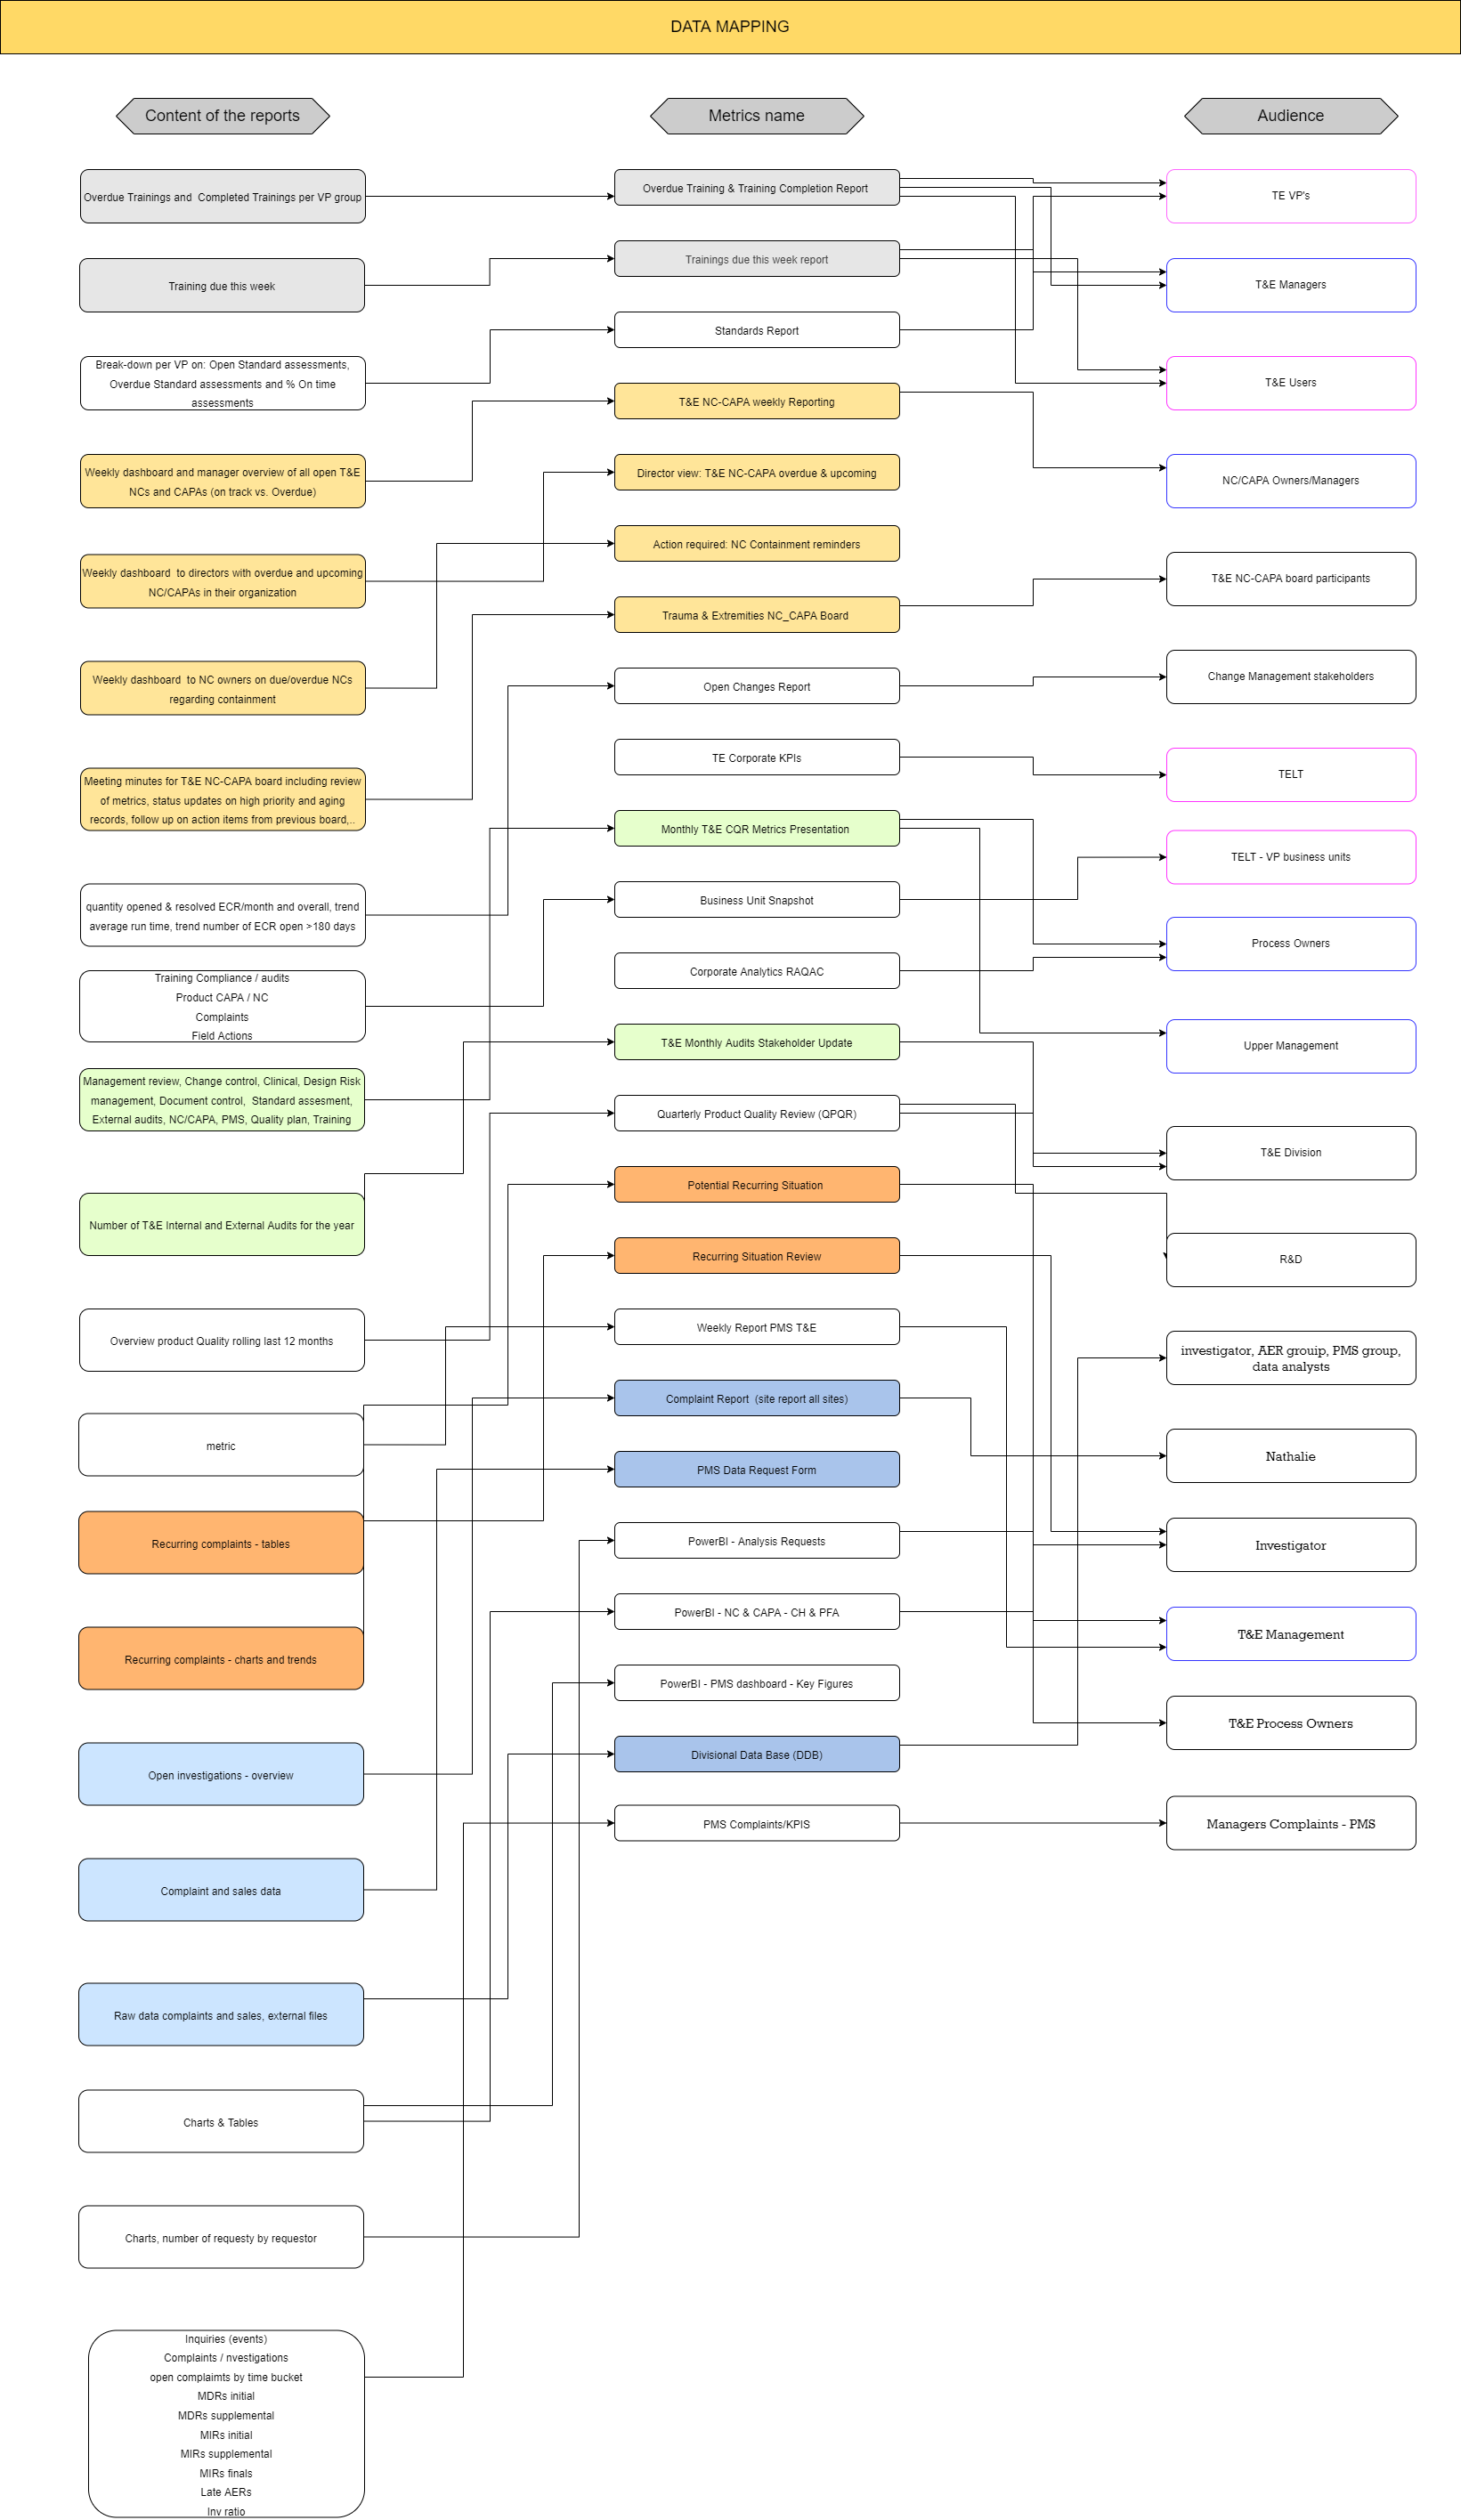 DATA MAPPING
Content of the reports
Metrics name
Audience
Overdue Trainings and  Completed Trainings per VP group
Training due this week
Break-down per VP on: Open Standard assessments,
Overdue Standard assessments and % On time
assessments
Weekly dashboard and manager overview of all open T&E
NCs and CAPAs (on track vs. Overdue)
Weekly dashboard  to directors with overdue and upcoming
NC/CAPAs in their organization
Weekly dashboard  to NC owners on due/overdue NCs
regarding containment
Meeting minutes for T&E NC-CAPA board including review
of metrics, status updates on high priority and aging
records, follow up on action items from previous board,..
quantity opened & resolved ECR/month and overall, trend
average run time, trend number of ECR open >180 days
Training Compliance / audits
Product CAPA / NC
Complaints
Field Actions
Management review, Change control, Clinical, Design Risk
management, Document control,  Standard assesment,
External audits, NC/CAPA, PMS, Quality plan, Training
Number of T&E Internal and External Audits for the year
Overview product Quality rolling last 12 months
metric
Recurring complaints - tables
Recurring complaints - charts and trends
Open investigations - overview
Complaint and sales data
Raw data complaints and sales, external files
Charts & Tables
Charts, number of requesty by requestor
Inquiries (events)
Complaints / nvestigations
open complaimts by time bucket
MDRs initial
MDRs supplemental
MIRs initial
MIRs supplemental
MIRs finals
Late AERs
Inv ratio
Overdue Training & Training Completion Report
Trainings due this week report
Standards Report
T&E NC-CAPA weekly Reporting
Director view: T&E NC-CAPA overdue & upcoming
Action required: NC Containment reminders
Trauma & Extremities NC_CAPA Board
Open Changes Report
TE Corporate KPIs
Monthly T&E CQR Metrics Presentation
Business Unit Snapshot
Corporate Analytics RAQAC
T&E Monthly Audits Stakeholder Update
Quarterly Product Quality Review (QPQR)
Potential Recurring Situation
Recurring Situation Review
Weekly Report PMS T&E
Complaint Report  (site report all sites)
PMS Data Request Form
PowerBI - Analysis Requests
PowerBI - NC & CAPA - CH & PFA
PowerBI - PMS dashboard - Key Figures
Divisional Data Base (DDB)
PMS Complaints/KPIS
TE VP's
T&E Managers
T&E Users
NC/CAPA Owners/Managers
T&E NC-CAPA board participants
Change Management stakeholders
TELT
TELT - VP business units
Process Owners
Upper Management
T&E Division
R&D
investigator, AER grouip, PMS group,
data analysts
Nathalie
Investigator
T&E Management
T&E Process Owners
Managers Complaints - PMS